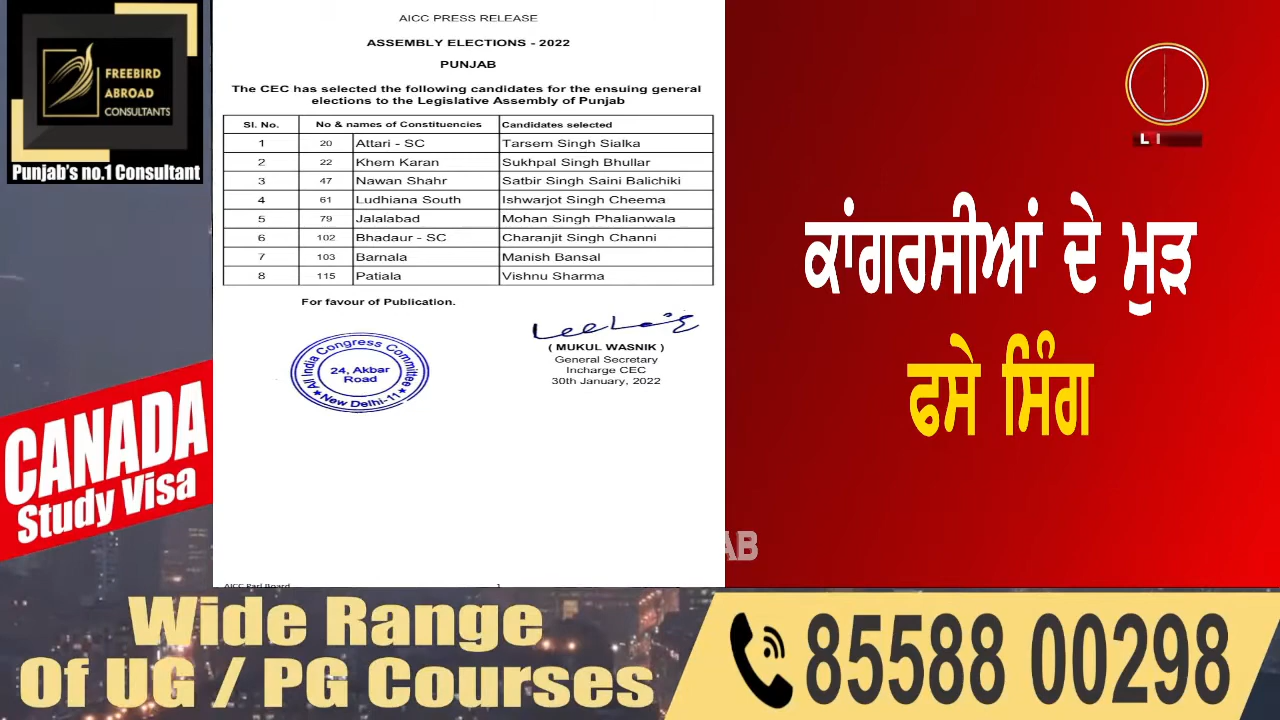 FREEBIRD
ABROAD
CONSULTANTS
Punjab's no.1 Consultant
CANADA
Study Visa
AICC PRESS RELEASE
ASSEMBLY ELECTIONS - 2022
PUNJAB
The CEC has selected the following candidates for the ensuing general
elections to the Legislative Assembly of Punjab
Sl. No. No & names of Constituencies Candidates selected
1 20 Attari - SC Tarsem Singh Sialka
2 22 Khem Karan Sukhpal Singh Bhullar
3 47 Nawan Shahr Satbir Singh Saini Balichiki
4 61 Ludhiana South Ishwarjot Singh Cheema
5 79 Jalalabad Mohan Singh Phalianwala
6 102 Bhadaur - SC Charanjit Singh Channi
7 103 Barnala Manish Bansal
8 115 Patiala Vishnu Sharma
For favour of Publication.
( MUKUL WASNIK )
General Secretary
Incharge CEC
30th January, 2022
All India Congress Committee
24, Akbar
Road
New Delhi-11
AICC Parl Board 1
LI
ਕਾਂਗਰਸੀਆਂ ਦੇ ਮੁੜ
ਫਸੇ ਸਿੰਗ
AB
Wide Range
Of UG / PG Courses
85588 00298